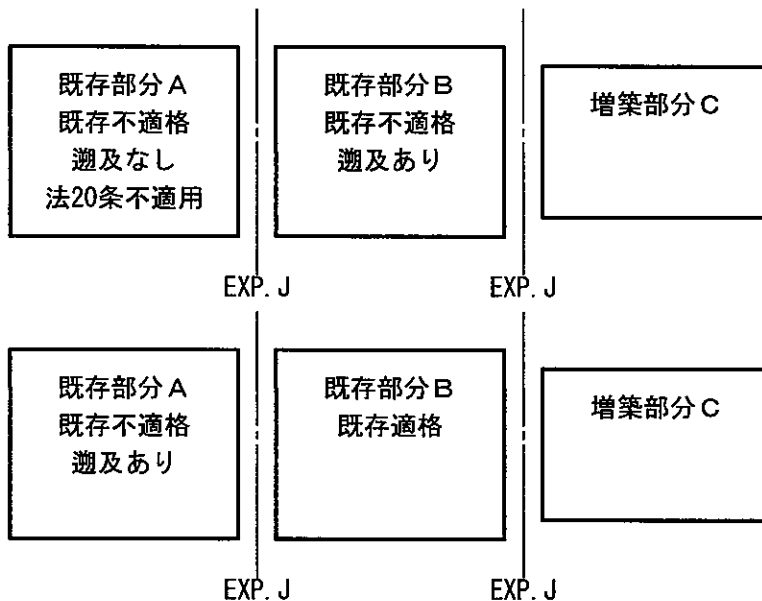 既存部分A
既存不適格
遡及なし
法20条不適用
既存部分B
既存不適格
遡及あり
増築部分C
EXP. J
EXP. J
既存部分A
既存不適格
遡及あり
既存部分B
既存適格
増築部分C
EXP. J
EXP. J